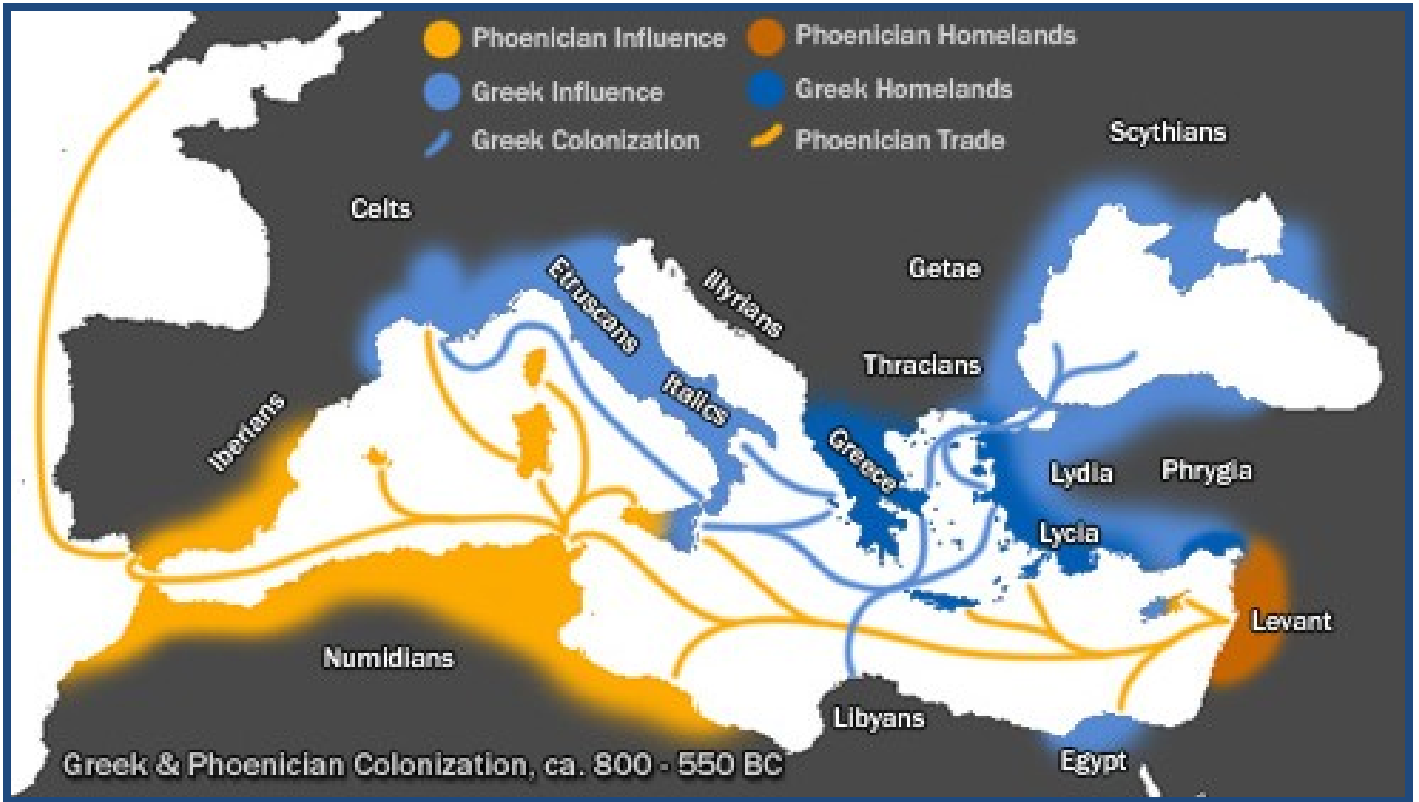 Phoenician Influence
Phoenician Homelands
Greek Influence
Greek Homelands
Greek Colonization
Phoenician Trade
Scythians
Celts
Getae
Etruscans
Illyrians
Thracians
Italics
Iberians
Greece
Lydia
Phrygia
Lycia
Levant
Numidians
Libyans
Egypt
Greek & Phoenician Colonization, ca. 800 - 550 BC